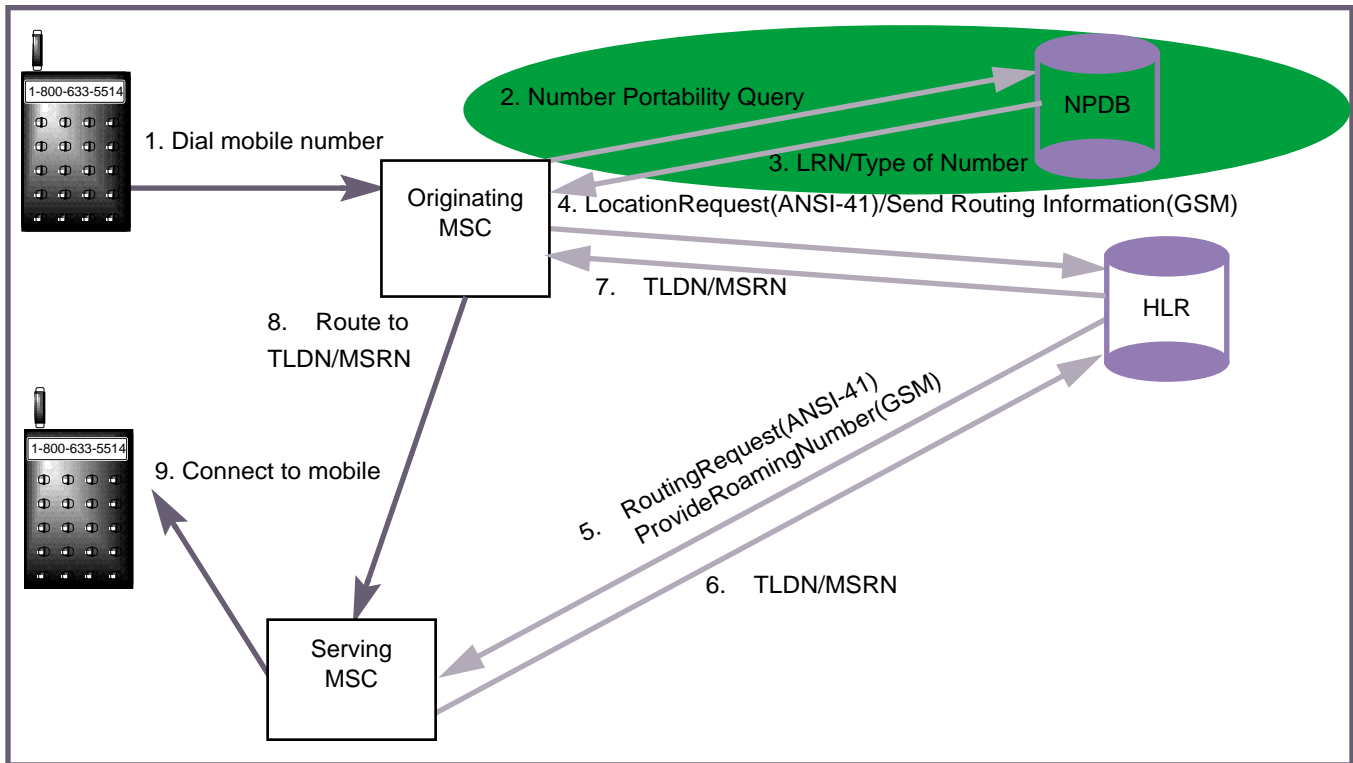 1-800-633-5514
1. Dial mobile number
2. Number Portability Query
NPDB
3. LRN/Type of Number
Originating
MSC
4. LocationRequest(ANSI-41)/Send Routing Information(GSM)
7. TLDN/MSRN
HLR
8. Route to
TLDN/MSRN
5. RoutingRequest(ANSI-41)
ProvideRoamingNumber(GSM)
1-800-633-5514
9. Connect to mobile
6. TLDN/MSRN
Serving
MSC